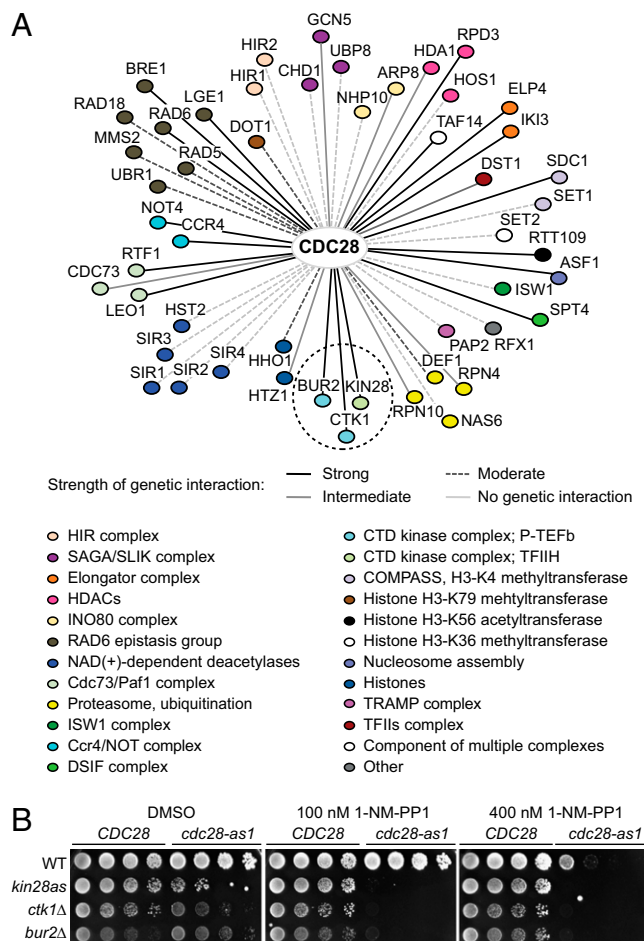 A
GCN5
RPD3
HIR2
UBP8
HDA1
BRE1
HIR1
CHD1
ARP8
HOS1
RAD18
LGE1
NHP10
ELP4
RAD6
DOT1
TAF14
IKI3
MMS2
RAD5
DST1
SDC1
UBR1
SET1
NOT4
CCR4
SET2
CDC28
RTT109
RTF1
ASF1
CDC73
LEO1
ISW1
HST2
SPT4
SIR3
SIR4
HHO1
PAP2
RFX1
SIR1
SIR2
HTZ1
BUR2
KIN28
DEF1
RPN4
CTK1
RPN10
NAS6
Strength of genetic interaction:
Strong
Moderate
Intermediate
No genetic interaction
HIR complex
SAGA/SLIK complex
Elongator complex
HDACs
INO80 complex
RAD6 epistasis group
NAD(+)-dependent deacetylases
Cdc73/Paf1 complex
Proteasome, ubiquitination
ISW1 complex
Ccr4/NOT complex
DSIF complex
CTD kinase complex; P-TEFb
CTD kinase complex; TFIIH
COMPASS, H3-K4 methyltransferase
Histone H3-K79 mehtyltransferase
Histone H3-K56 acetyltransferase
Histone H3-K36 methyltransferase
Nucleosome assembly
Histones
TRAMP complex
TFIIs complex
Component of multiple complexes
Other
B
DMSO
100 nM 1-NM-PP1
400 nM 1-NM-PP1
CDC28 cdc28-as1
CDC28 cdc28-as1
CDC28 cdc28-as1
WT
kin28as
ctk1Δ
bur2Δ